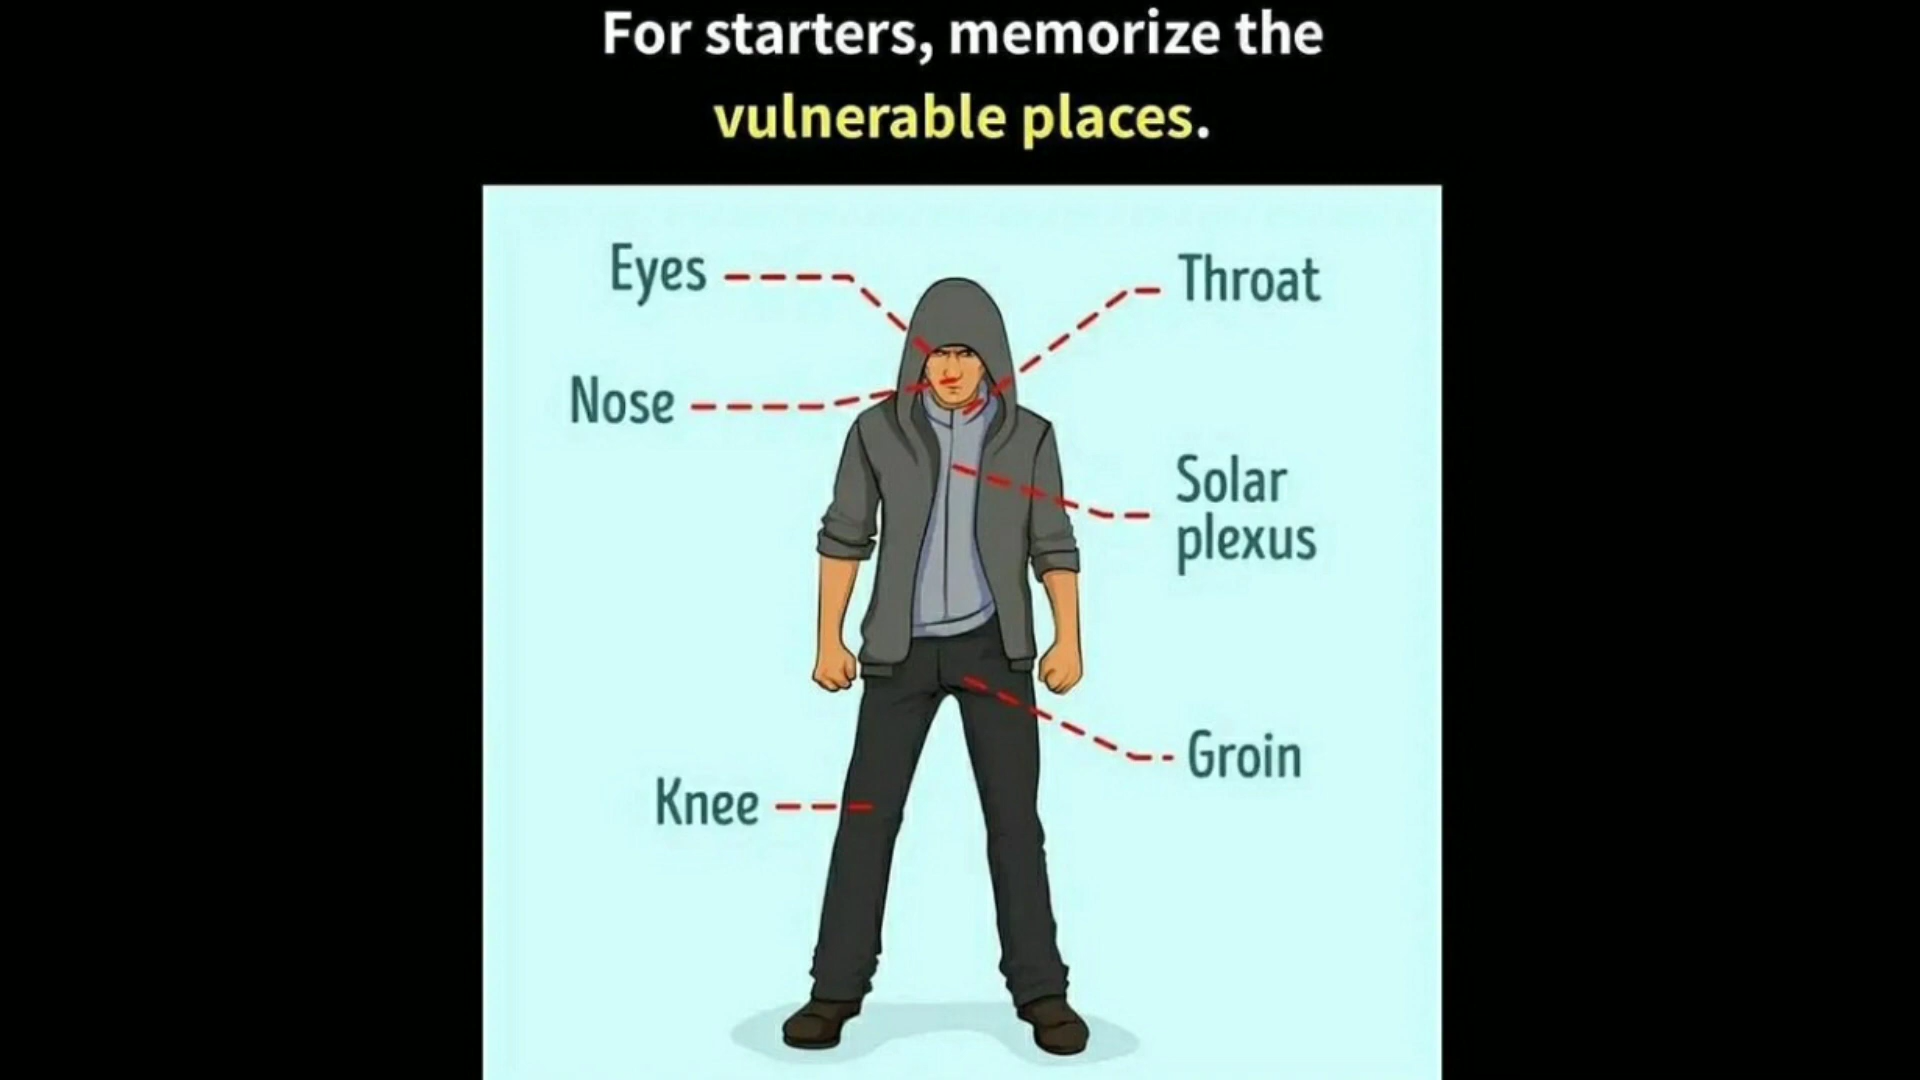 For starters, memorize the
vulnerable places.
Eyes
Throat
Nose
Solar
plexus
Groin
Knee